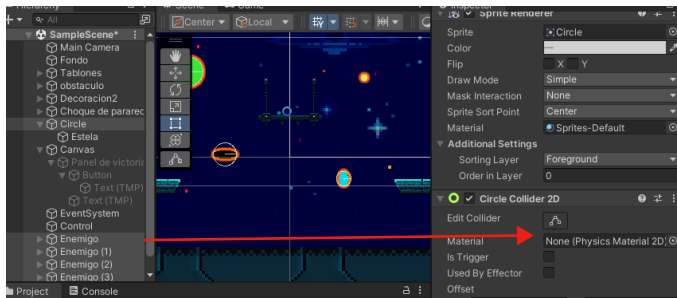 Hierarchy
Scene
Game
Inspector
All
Center
Local
SampleScene*
Main Camera
Fondo
Tablones
obstaculo
Decoracion2
Choque de pararec
Circle
Estela
Canvas
Panel de victoria
Button
Text (TMP)
Text (TMP)
EventSystem
Control
Enemigo
Enemigo (1)
Enemigo (2)
Enemigo (3)
Project
Console
Sprite Renderer
Sprite
Circle
Color
Flip
X Y
Draw Mode
Simple
Mask Interaction
None
Sprite Sort Point
Center
Material
Sprites-Default
Additional Settings
Sorting Layer
Foreground
Order in Layer
0
Circle Collider 2D
Edit Collider
Material
None (Physics Material 2D)
Is Trigger
Used By Effector
Offset